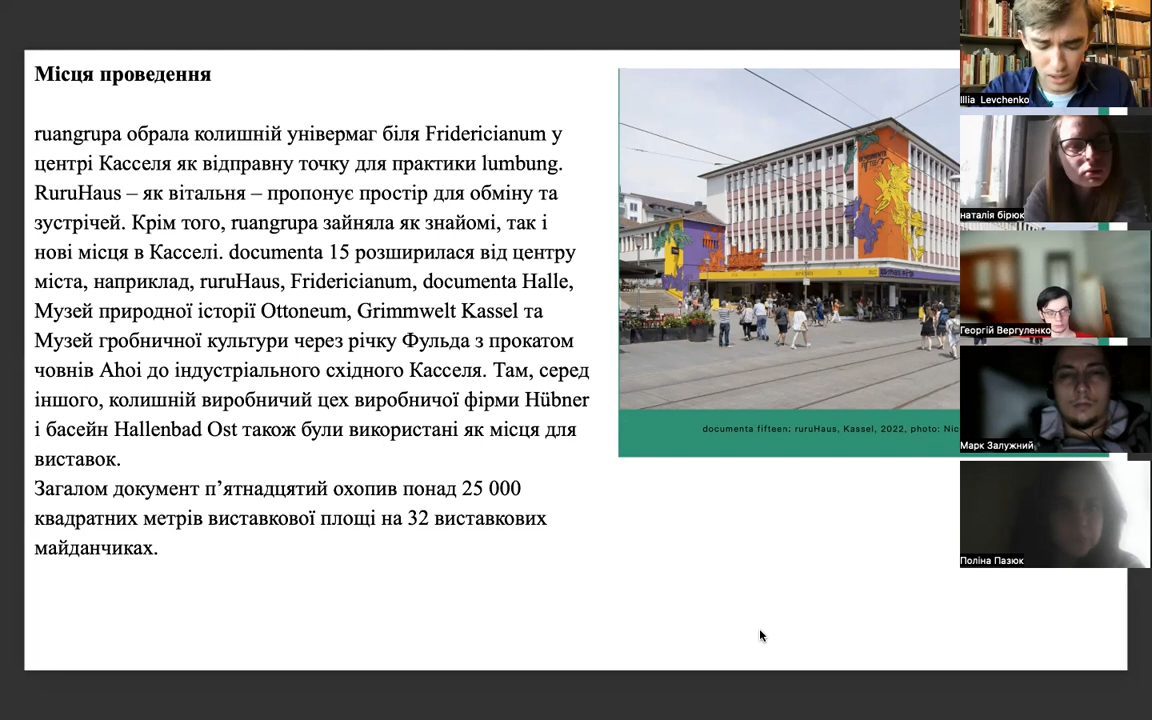 Місця проведення
ruangrupa обрала колишній універмаг біля Fridericianum у
центрі Касселя як відправну точку для практики lumbung.
RuruHaus – як вітальня – пропонує простір для обміну та
зустрічей. Крім того, ruangrupa зайняла як знайомі, так і
нові місця в Касселі. documenta 15 розширилася від центру
міста, наприклад, ruruHaus, Fridericianum, documenta Halle,
Музей природної історії Ottoneum, Grimmwelt Kassel та
Музей гробничної культури через річку Фульда з прокатом
човнів Ahoi до індустріального східного Касселя. Там, серед
іншого, колишній виробничий цех виробничої фірми Hübner
і басейн Hallenbad Ost також були використані як місця для
виставок.
Загалом документ п’ятнадцятий охопив понад 25 000
квадратних метрів виставкової площі на 32 виставкових
майданчиках.
documenta fifteen: ruruHaus, Kassel, 2022, photo: Nic
Illia Levchenko
наталія бірюк
Георгій Вергуленко
Марк Залужний
Поліна Пазюк